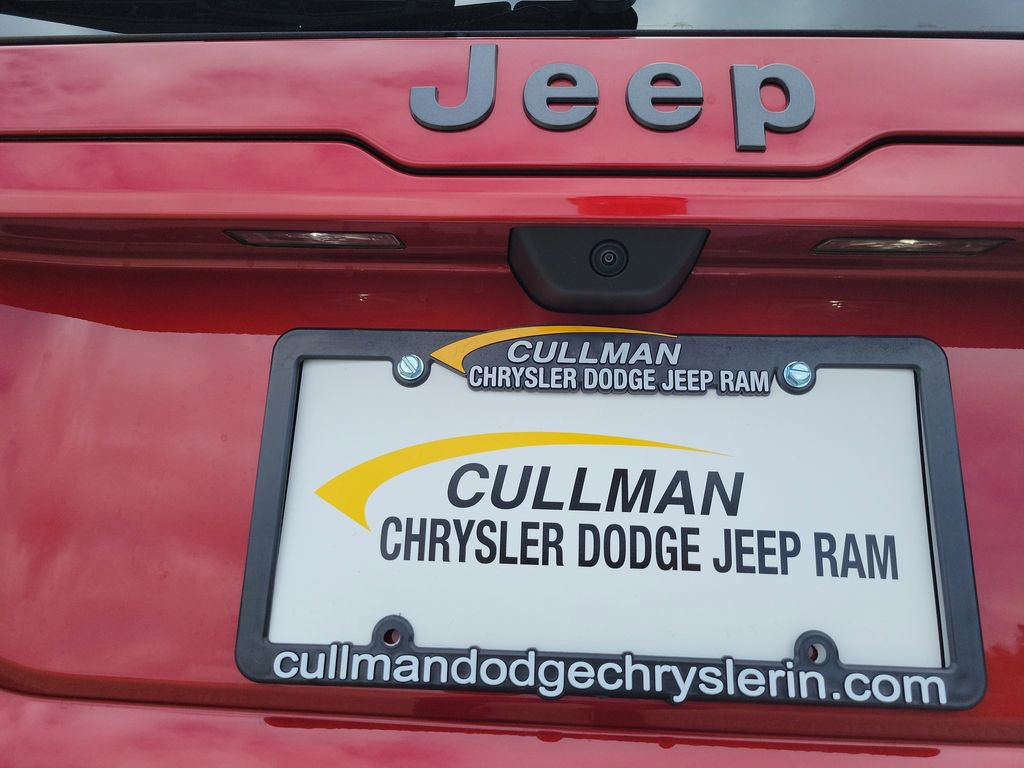 Jeep
CULLMAN
CHRYSLER DODGE JEEP RAM
CULLMAN
CHRYSLER DODGE JEEP RAM
cullmandodgechryslerin.com